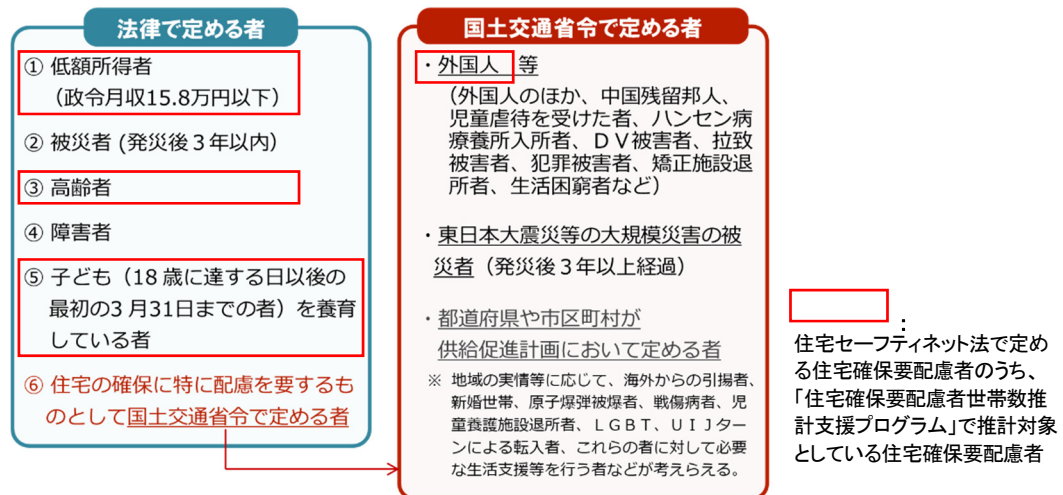 法律で定める者
① 低額所得者
（政令月収15.8万円以下）
② 被災者 (発災後３年以内)
③ 高齢者
④ 障害者
⑤ 子ども（18 歳に達する日以後の
最初の3 月31日までの者）を養育
している者
⑥ 住宅の確保に特に配慮を要するも
のとして国土交通省令で定める者
国土交通省令で定める者
・外国人 等
（外国人のほか、中国残留邦人、
児童虐待を受けた者、ハンセン病
療養所入所者、ＤＶ被害者、拉致
被害者、犯罪被害者、矯正施設退
所者、生活困窮者など）
・東日本大震災等の大規模災害の被
災者（発災後３年以上経過）
・都道府県や市区町村が
供給促進計画において定める者
※ 地域の実情等に応じて、海外からの引揚者、
新婚世帯、原子爆弾被爆者、戦傷病者、児
童養護施設退所者、ＬＧＢＴ、ＵＩＪター
ンによる転入者、これらの者に対して必要
な生活支援等を行う者などが考えらえる。
：
住宅セーフティネット法で定め
る住宅確保要配慮者のうち、
「住宅確保要配慮者世帯数推
計支援プログラム」で推計対象
としている住宅確保要配慮者